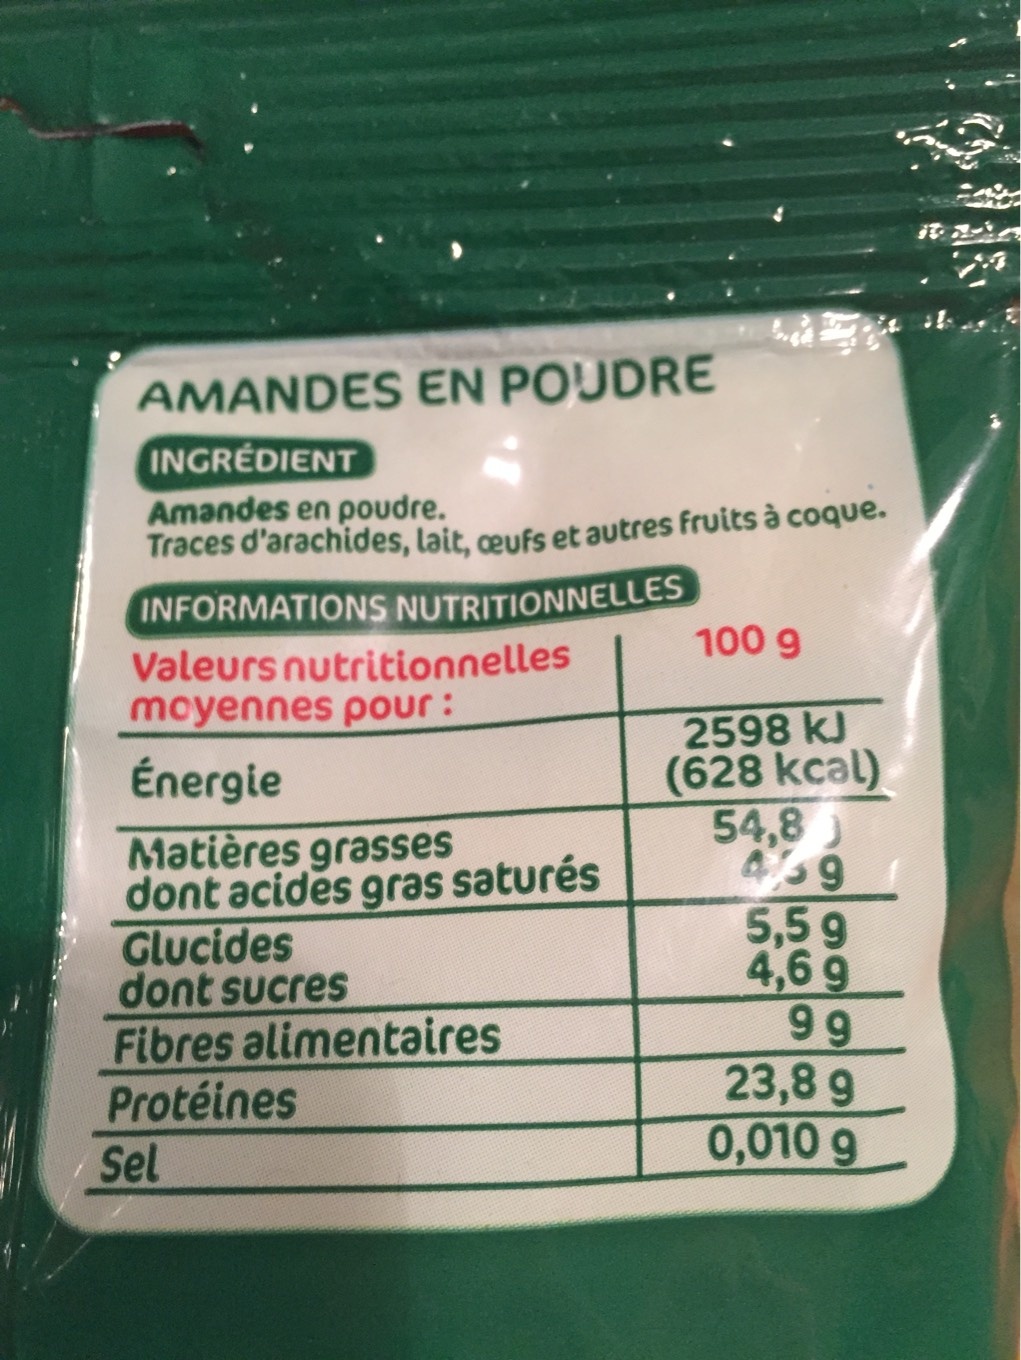 AMANDES EN POUDRE
INGRÉDIENT
Amandes en poudre.
Traces d'arachides, lait, œufs et autres fruits à coque.
INFORMATIONS NUTRITIONNELLES
Valeurs nutritionnelles
moyennes pour :
100 g
Énergie
2598 kJ
(628 kcal)
Matières grasses 54,8
dont acides gras saturés
Glucides 5,5 g
dont sucres 4,6 g
Fibres alimentaires 9 g
Protéines 23,8 g
Sel 0,010 g